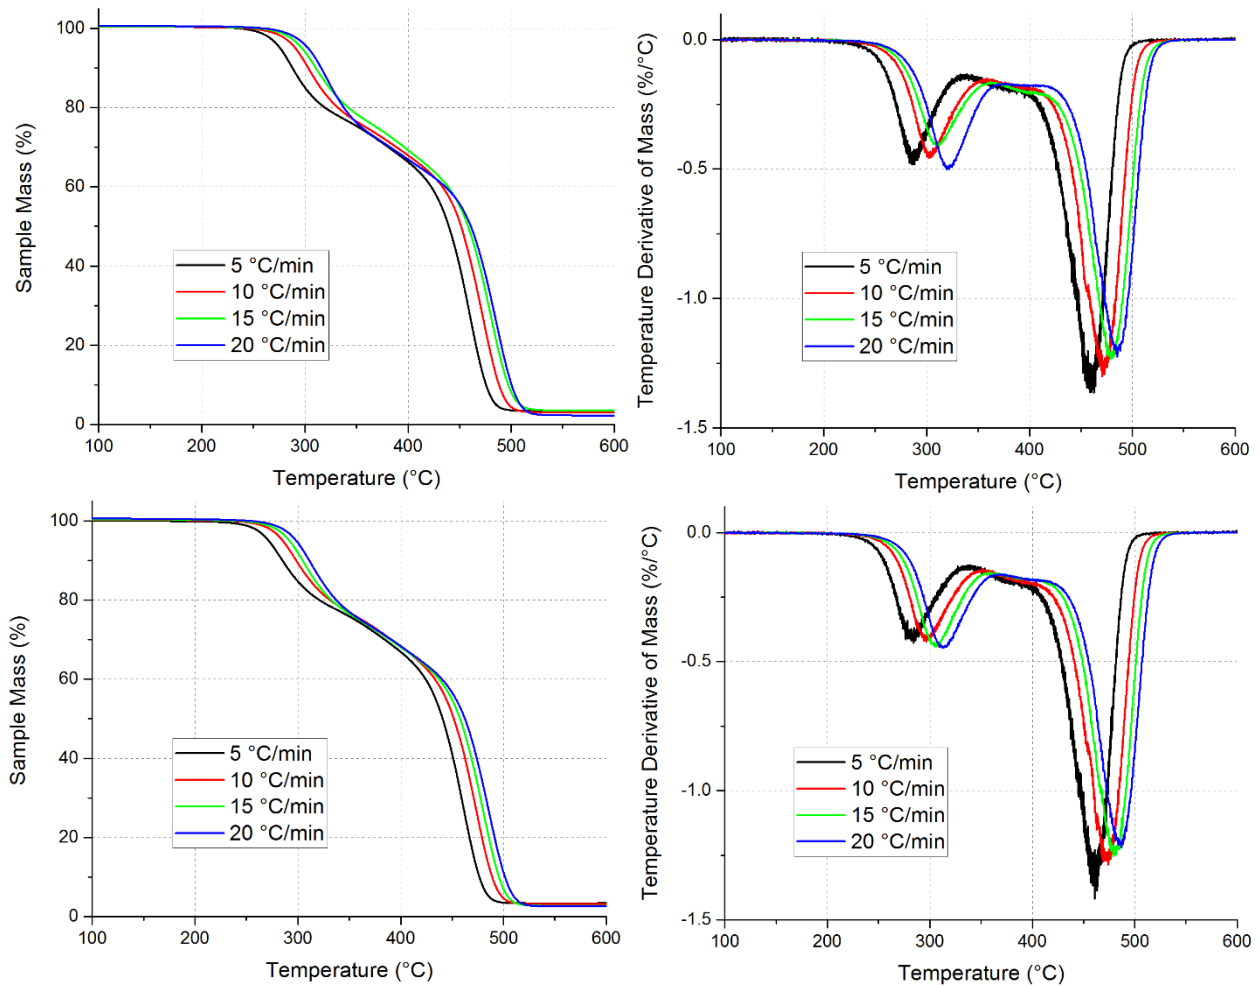 Sample Mass (%)
100
80
60
40
20
0
5 °C/min
10 °C/min
15 °C/min
20 °C/min
100
200
300
400
500
600
Temperature (°C)
Temperature Derivative of Mass (%/°C)
0.0
-0.5
-1.0
-1.5
5 °C/min
10 °C/min
15 °C/min
20 °C/min
100
200
300
400
500
600
Temperature (°C)
Sample Mass (%)
100
80
60
40
20
0
5 °C/min
10 °C/min
15 °C/min
20 °C/min
100
200
300
400
500
600
Temperature (°C)
Temperature Derivative of Mass (%/°C)
0.0
-0.5
-1.0
-1.5
5 °C/min
10 °C/min
15 °C/min
20 °C/min
100
200
300
400
500
600
Temperature (°C)